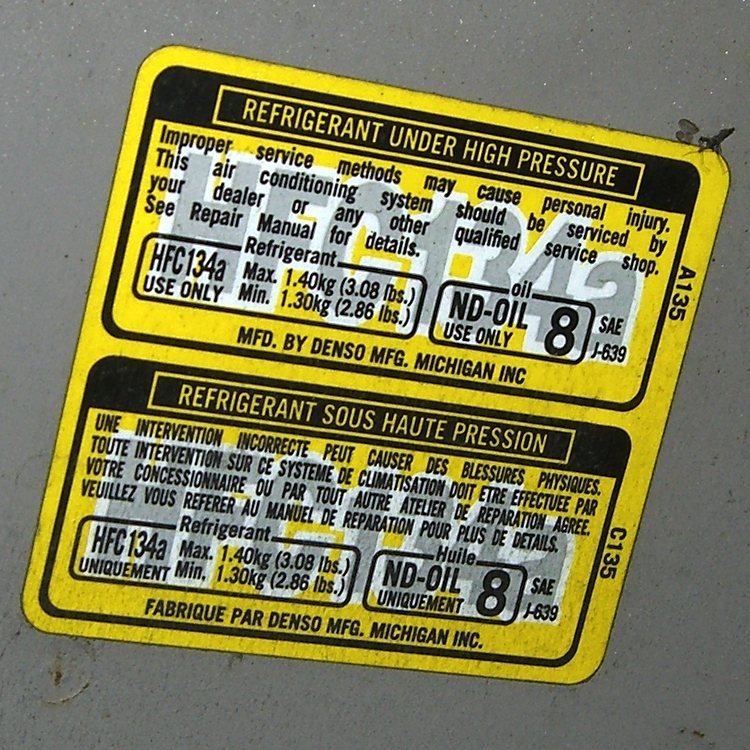 REFRIGERANT UNDER HIGH PRESSURE
Improper service methods may cause personal injury.
This air conditioning system should be serviced by
your dealer or any other qualified service shop.
See Repair Manual for details.
HFC134a
Refrigerant
HFC134a
USE ONLY
Max. 1.40kg (3.08 lbs.)
Min. 1.30kg (2.86 lbs.)
oil
ND-OIL 8
USE ONLY
SAE
J-639
A135
MFD. BY DENSO MFG. MICHIGAN INC
REFRIGERANT SOUS HAUTE PRESSION
UNE INTERVENTION INCORRECTE PEUT CAUSER DES BLESSURES PHYSIQUES.
TOUTE INTERVENTION SUR CE SYSTEME DE CLIMATISATION DOIT ETRE EFFECTUEE PAR
VOTRE CONCESSIONNAIRE OU PAR TOUT AUTRE ATELIER DE REPARATION AGREE.
VEUILLEZ VOUS REFERER AU MANUEL DE REPARATION POUR PLUS DE DETAILS.
HFC134a
Refrigerant
HFC134a
UNIQUEMENT
Max. 1.40kg (3.08 lbs.)
Min. 1.30kg (2.86 lbs.)
Huile
ND-OIL 8
UNIQUEMENT
SAE
J-639
C135
FABRIQUE PAR DENSO MFG. MICHIGAN INC.